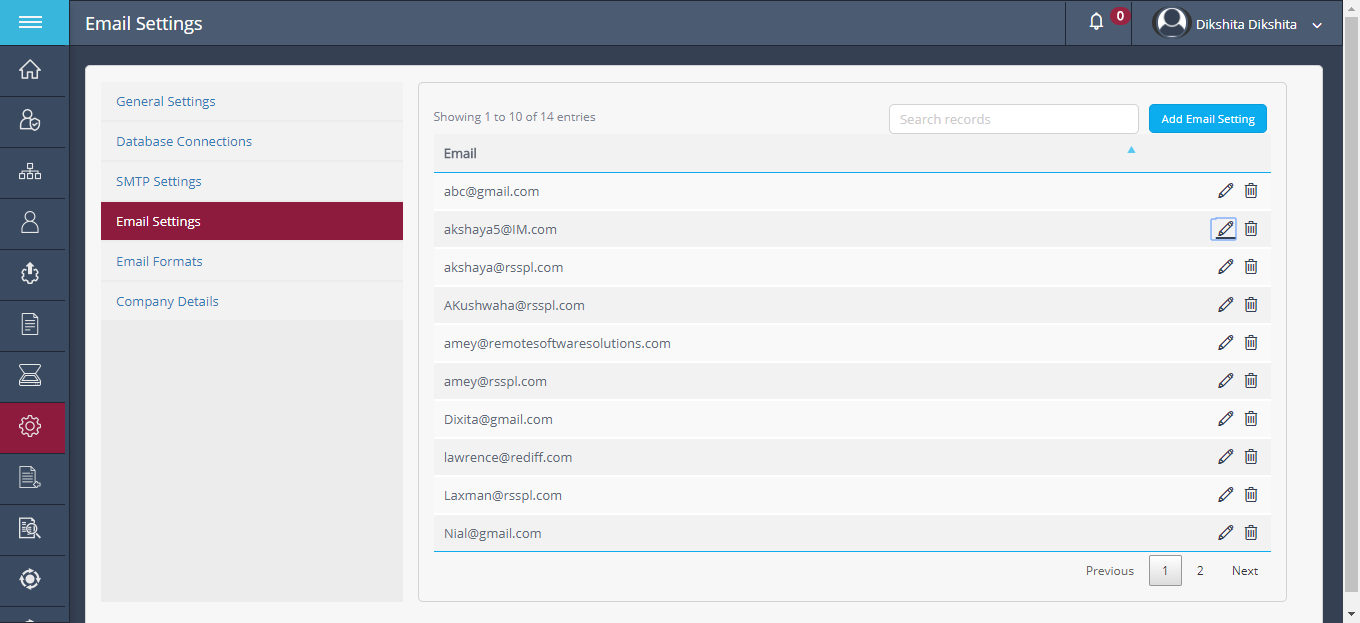 Email Settings
0
Dikshita Dikshita
General Settings
Database Connections
SMTP Settings
Email Settings
Email Formats
Company Details
Showing 1 to 10 of 14 entries
Search records
Add Email Setting
Email
abc@gmail.com
akshaya5@IM.com
akshaya@rsspl.com
AKushwaha@rsspl.com
amey@remotesoftwaresolutions.com
amey@rsspl.com
Dixita@gmail.com
lawrence@rediff.com
Laxman@rsspl.com
Nial@gmail.com
Previous 1 2 Next